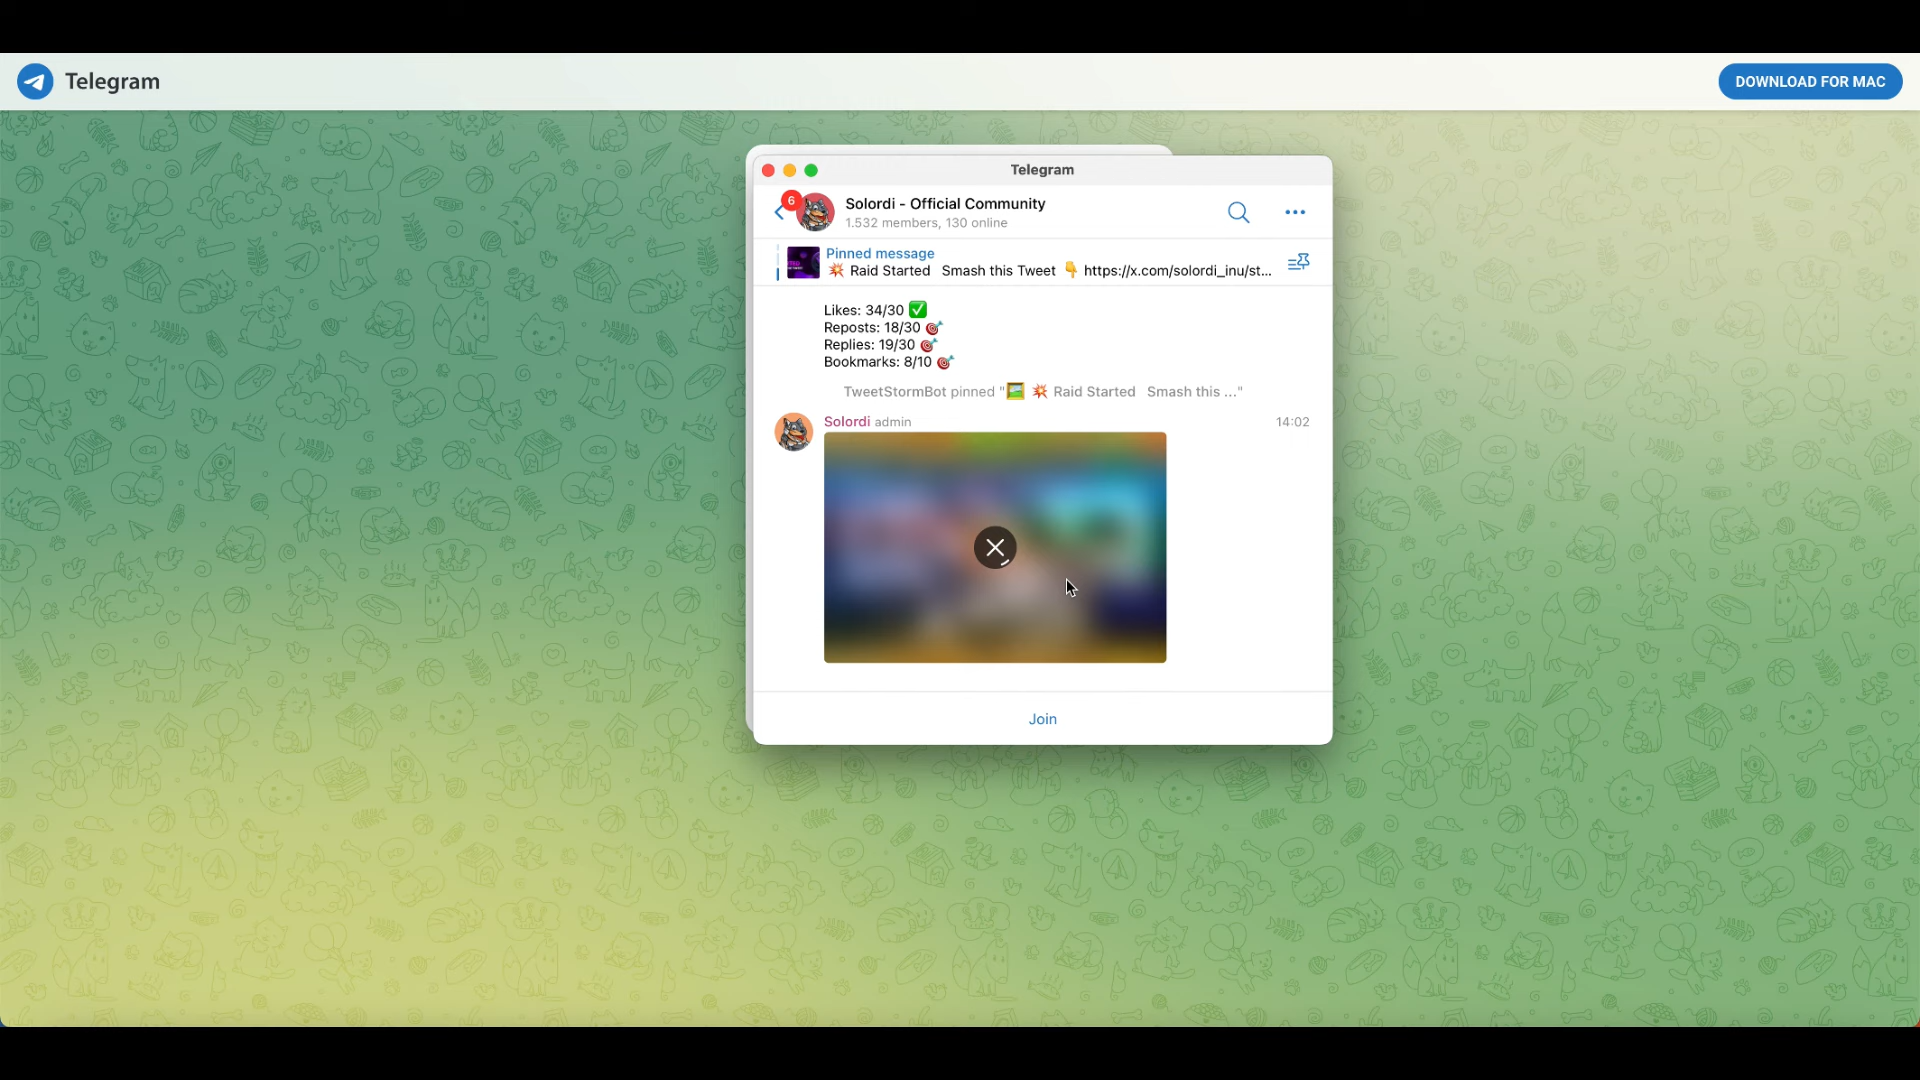 Telegram
DOWNLOAD FOR MAC
Telegram
6
Solordi - Official Community
1.532 members, 130 online
Pinned message
💥 Raid Started Smash this Tweet 👇 https://x.com/solordi_inu/st...
Likes: 34/30 ✅
Reposts: 18/30 🎯
Replies: 19/30 🎯
Bookmarks: 8/10 🎯
TweetStormBot pinned "🖼 💥 Raid Started Smash this ..."
Solordi admin 14:02
Join